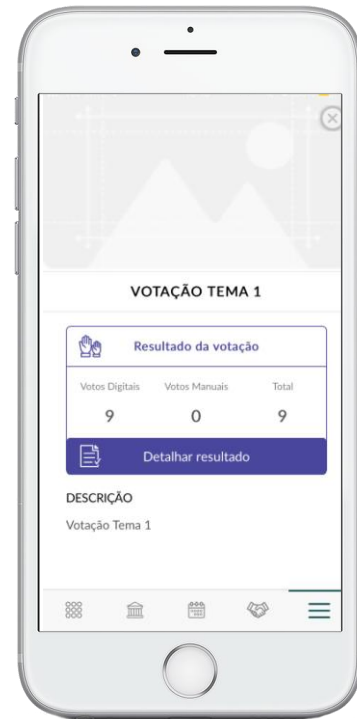 VOTAÇÃO TEMA 1
Resultado da votação
Votos Digitais Votos Manuais Total
9 0 9
Detalhar resultado
DESCRIÇÃO
Votação Tema 1